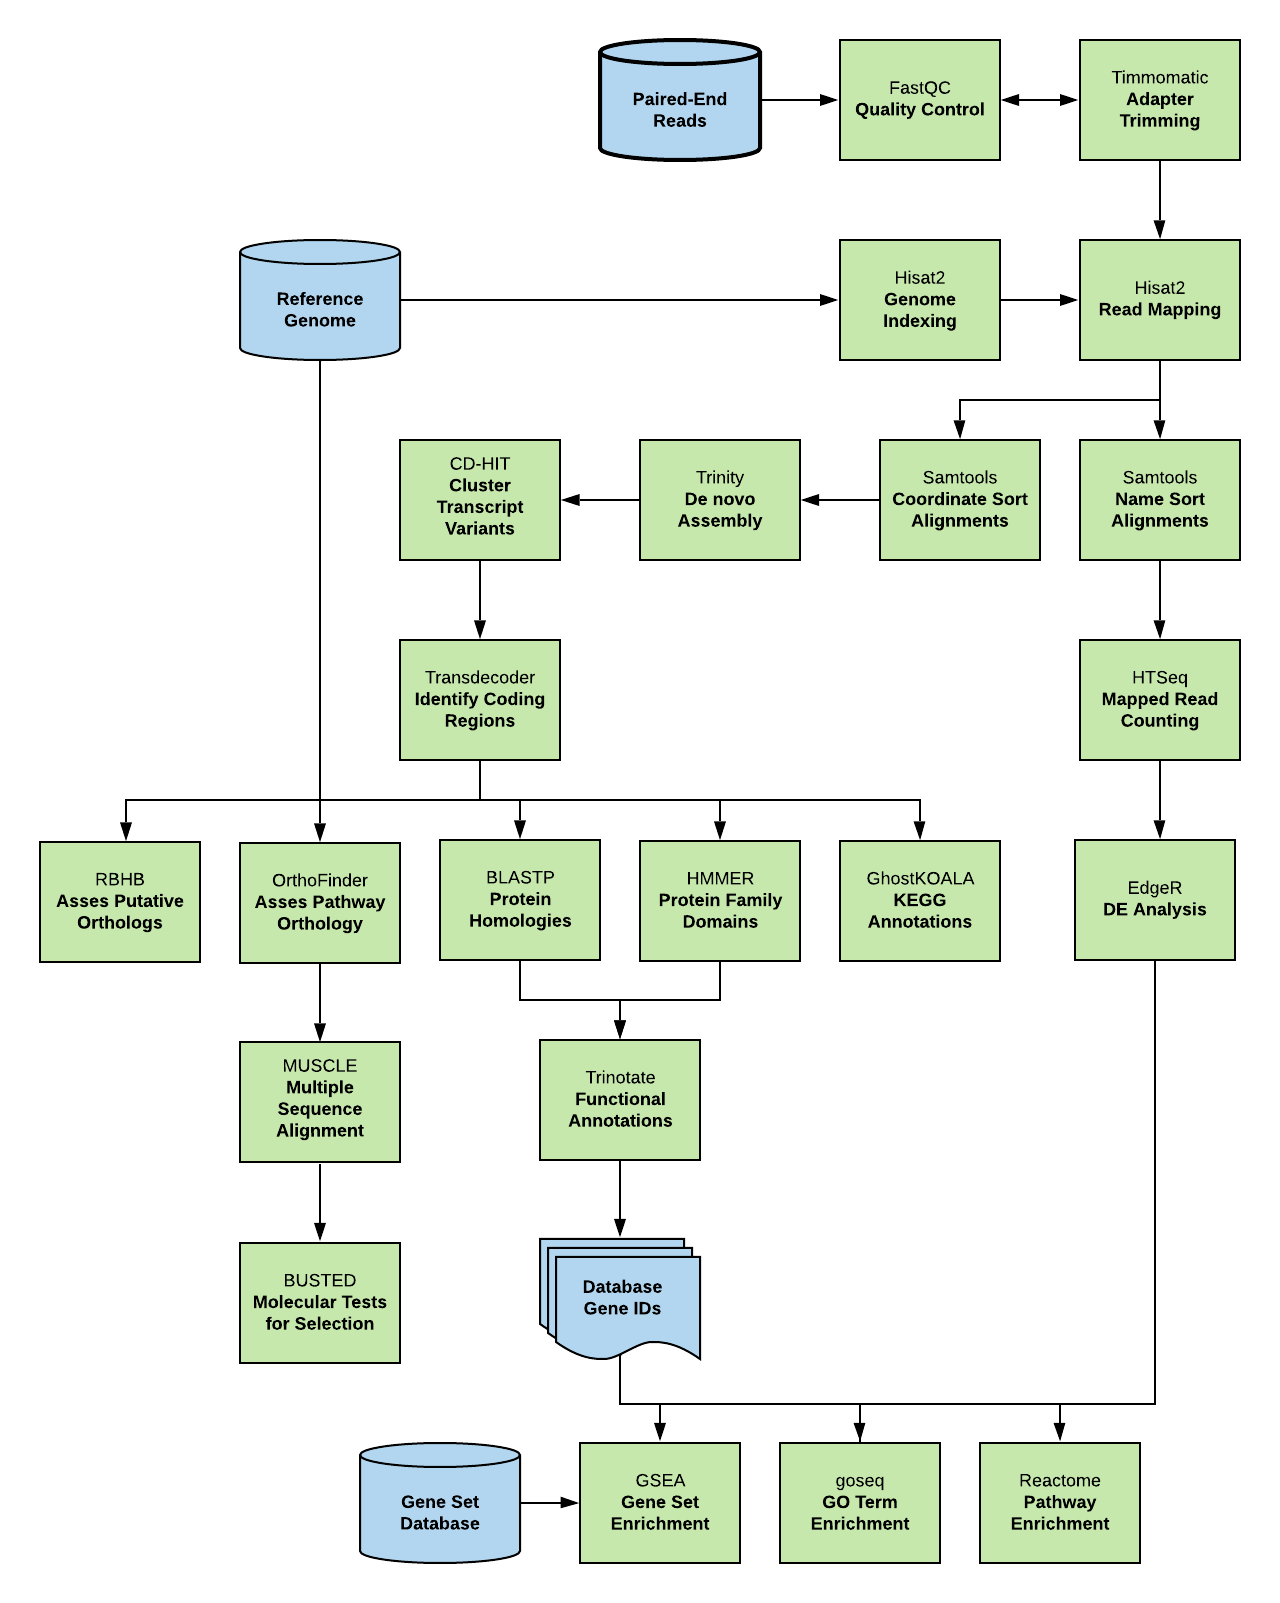 Paired-End
Reads
FastQC
Quality Control
Timmomatic
Adapter
Trimming
Reference
Genome
Hisat2
Genome
Indexing
Hisat2
Read Mapping
CD-HIT
Cluster
Transcript
Variants
Trinity
De novo
Assembly
Samtools
Coordinate Sort
Alignments
Samtools
Name Sort
Alignments
Transdecoder
Identify Coding
Regions
HTSeq
Mapped Read
Counting
RBHB
Asses Putative
Orthologs
OrthoFinder
Asses Pathway
Orthology
BLASTP
Protein
Homologies
HMMER
Protein Family
Domains
GhostKOALA
KEGG
Annotations
EdgeR
DE Analysis
MUSCLE
Multiple
Sequence
Alignment
Trinotate
Functional
Annotations
BUSTED
Molecular Tests
for Selection
Database
Gene IDs
Gene Set
Database
GSEA
Gene Set
Enrichment
goseq
GO Term
Enrichment
Reactome
Pathway
Enrichment